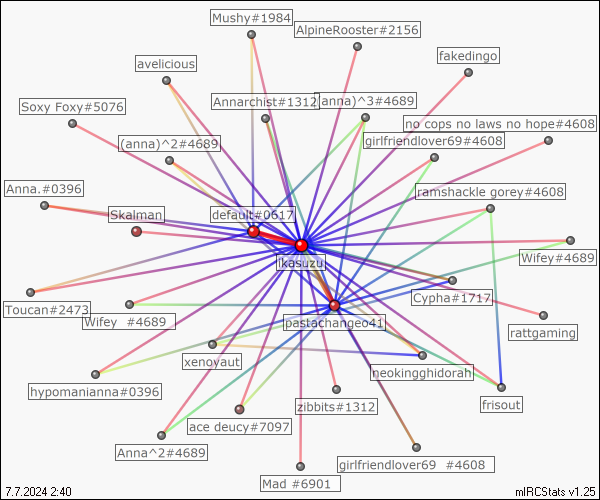 Mushy#1984
AlpineRooster#2156
avelicious
fakedingo
Soxy Foxy#5076
Annarchist#1312
(anna)^3#4689
no cops no laws no hope#4608
(anna)^2#4689
girlfriendlover69#4608
Anna.#0396
ramshackle gorey#4608
Skalman
default#0617
Ikasuzu
Wifey#4689
Cypha#1717
Toucan#2473
Wifey #4689
pastachangeo41
rattgaming
xenoyaut
neokingghidorah
hypomanianna#0396
zibbits#1312
frisout
ace deucy#7097
Anna^2#4689
girlfriendlover69 #4608
Mad #6901
7.7.2024 2:40
mIRCStats v1.25